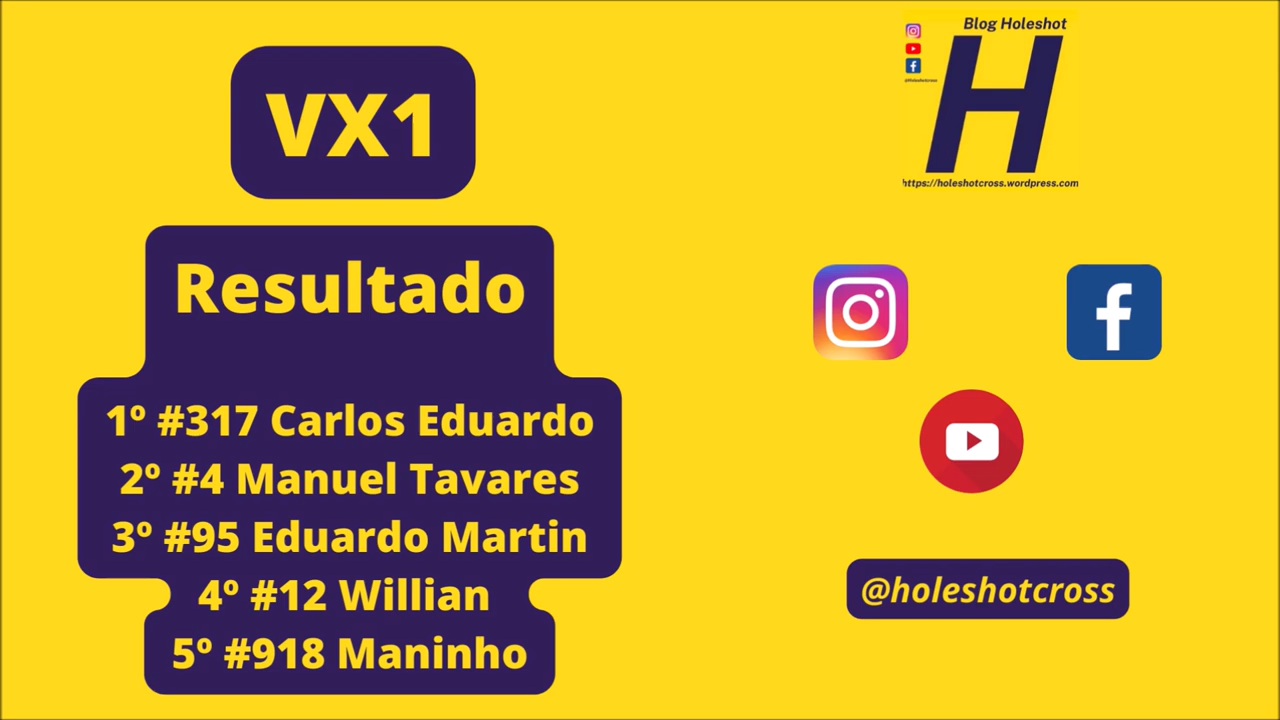 VX1
Resultado
1º #317 Carlos Eduardo
2º #4 Manuel Tavares
3º #95 Eduardo Martin
4º #12 Willian
5º #918 Maninho
Blog Holeshot
@Holeshotcross
H
https://holeshotcross.wordpress.com
@holeshotcross